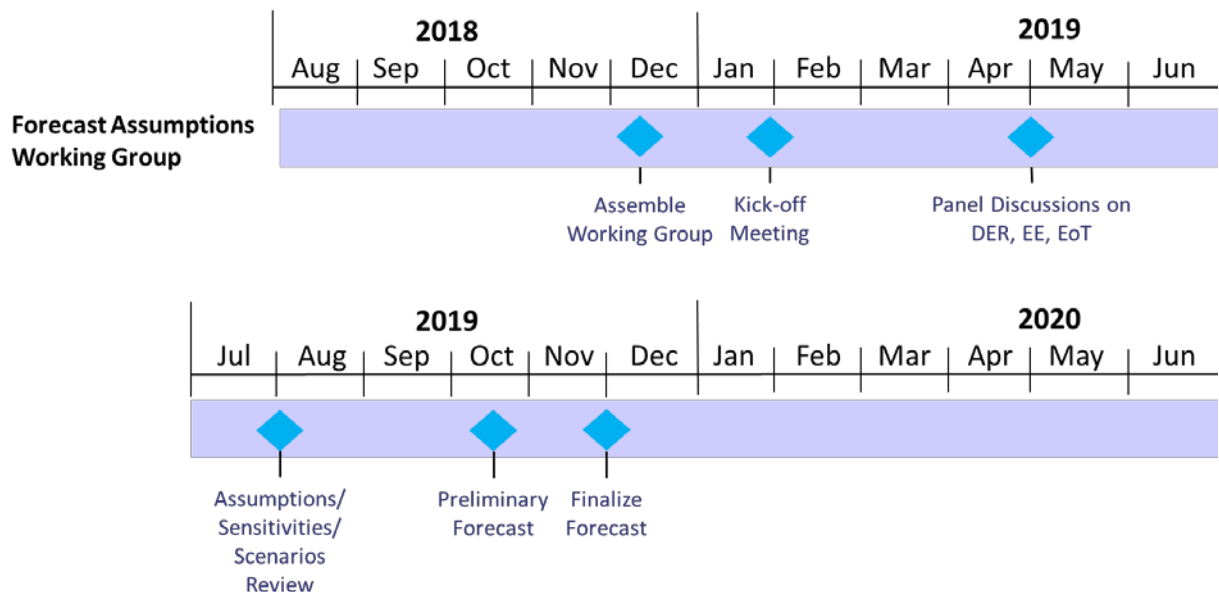 2018
2019
Aug Sep Oct Nov Dec Jan Feb Mar Apr May Jun
Forecast Assumptions
Working Group
Assemble
Working Group
Kick-off
Meeting
Panel Discussions on
DER, EE, EoT
2019
2020
Jul Aug Sep Oct Nov Dec Jan Feb Mar Apr May Jun
Assumptions/
Sensitivities/
Scenarios
Review
Preliminary
Forecast
Finalize
Forecast